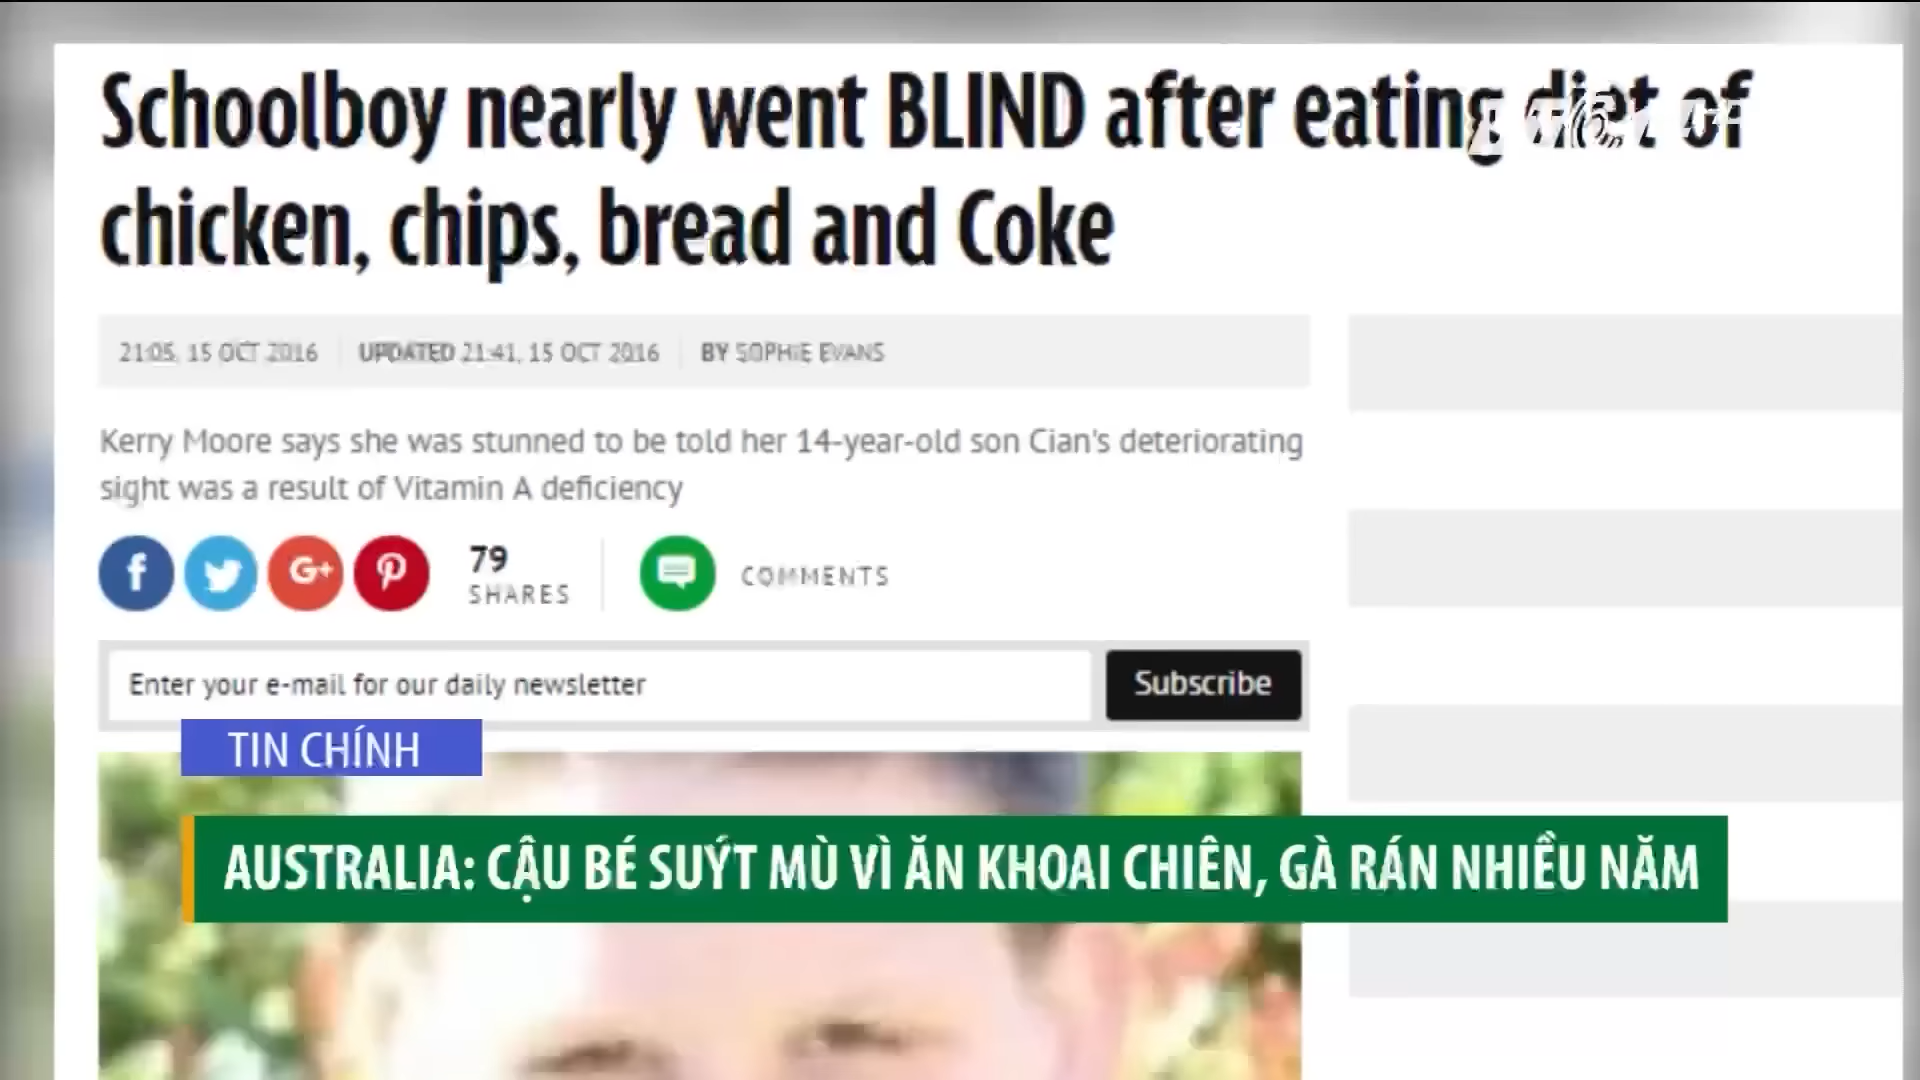 Schoolboy nearly went BLIND after eating diet of
chicken, chips, bread and Coke
21:05, 15 OCT 2016 UPDATED 21:41, 15 OCT 2016 BY SOPHIE EVANS
Kerry Moore says she was stunned to be told her 14-year-old son Cian's deteriorating
sight was a result of Vitamin A deficiency
79
SHARES
COMMENTS
Enter your e-mail for our daily newsletter
Subscribe
TIN CHÍNH
AUSTRALIA: CẬU BÉ SUÝT MÙ VÌ ĂN KHOAI CHIÊN, GÀ RÁN NHIỀU NĂM